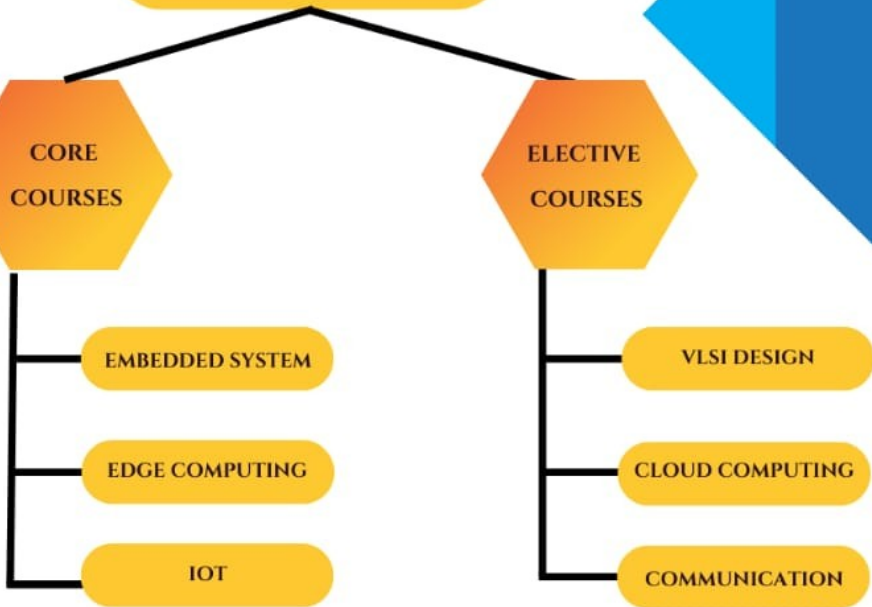 CORE
COURSES
ELECTIVE
COURSES
EMBEDDED SYSTEM
EDGE COMPUTING
IOT
VLSI DESIGN
CLOUD COMPUTING
COMMUNICATION